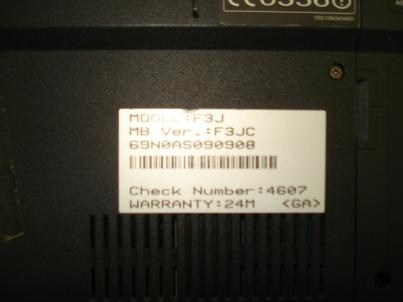 MODEL:F3J
MB Ver.:F3JC
69N0AS090908
Check Number:4607
WARRANTY:24M <GA>